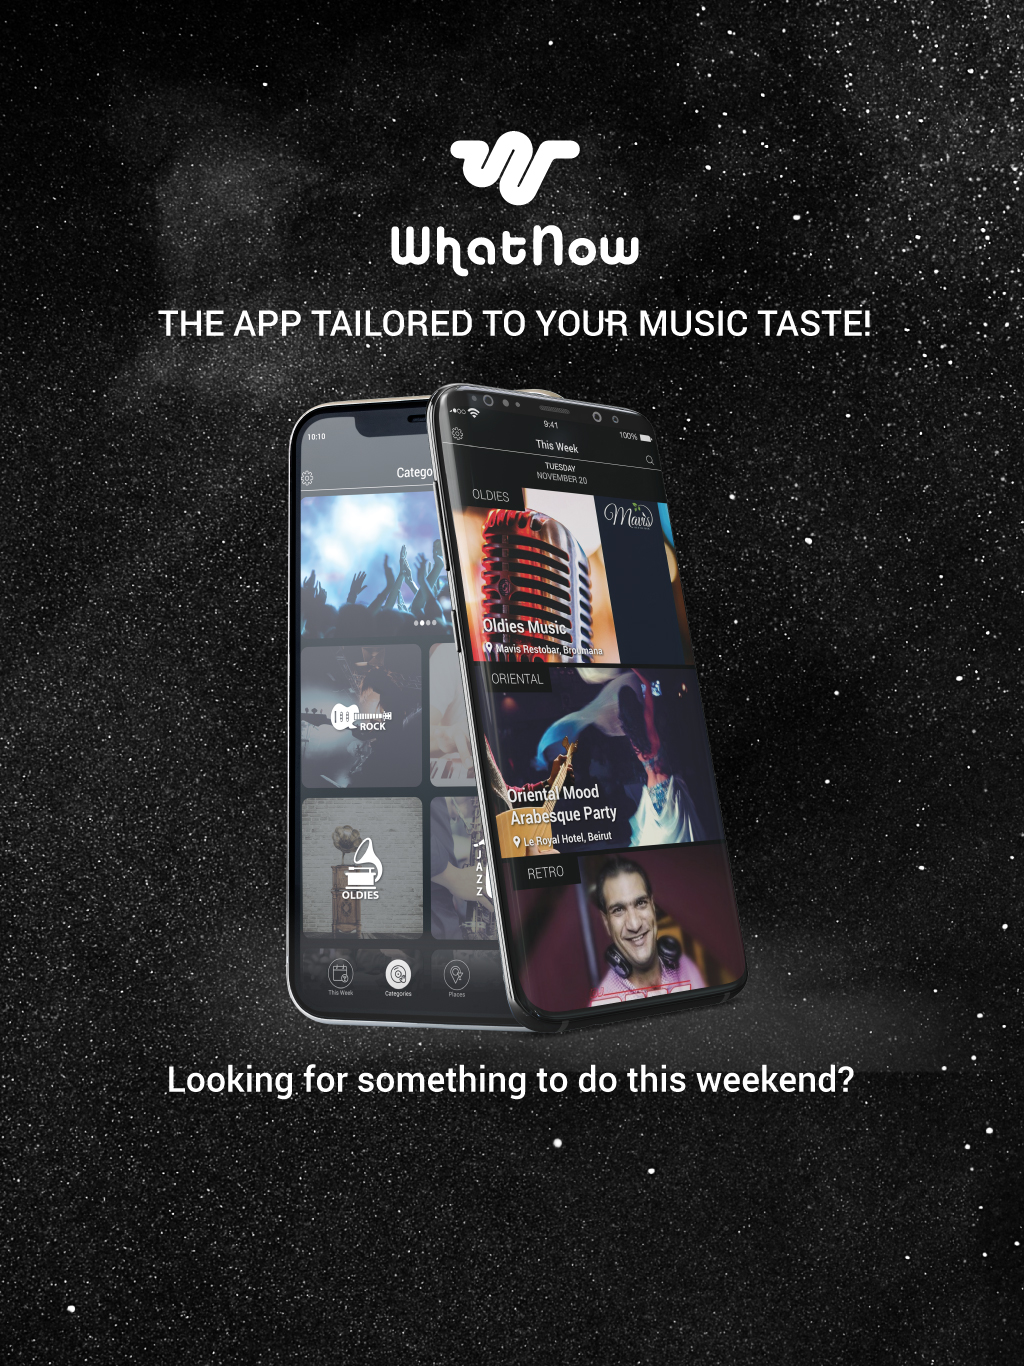 WhatNow
THE APP TAILORED TO YOUR MUSIC TASTE!
10:10
Catego
ROCK
OLDIES
JAZZ
This Week
Categories
Places
9:41
100%
This Week
TUESDAY
NOVEMBER 20
OLDIES
Mavis
Oldies Music
Mavis Restobar, Broumana
ORIENTAL
Oriental Mood
Arabesque Party
Le Royal Hotel, Beirut
RETRO
Looking for something to do this weekend?